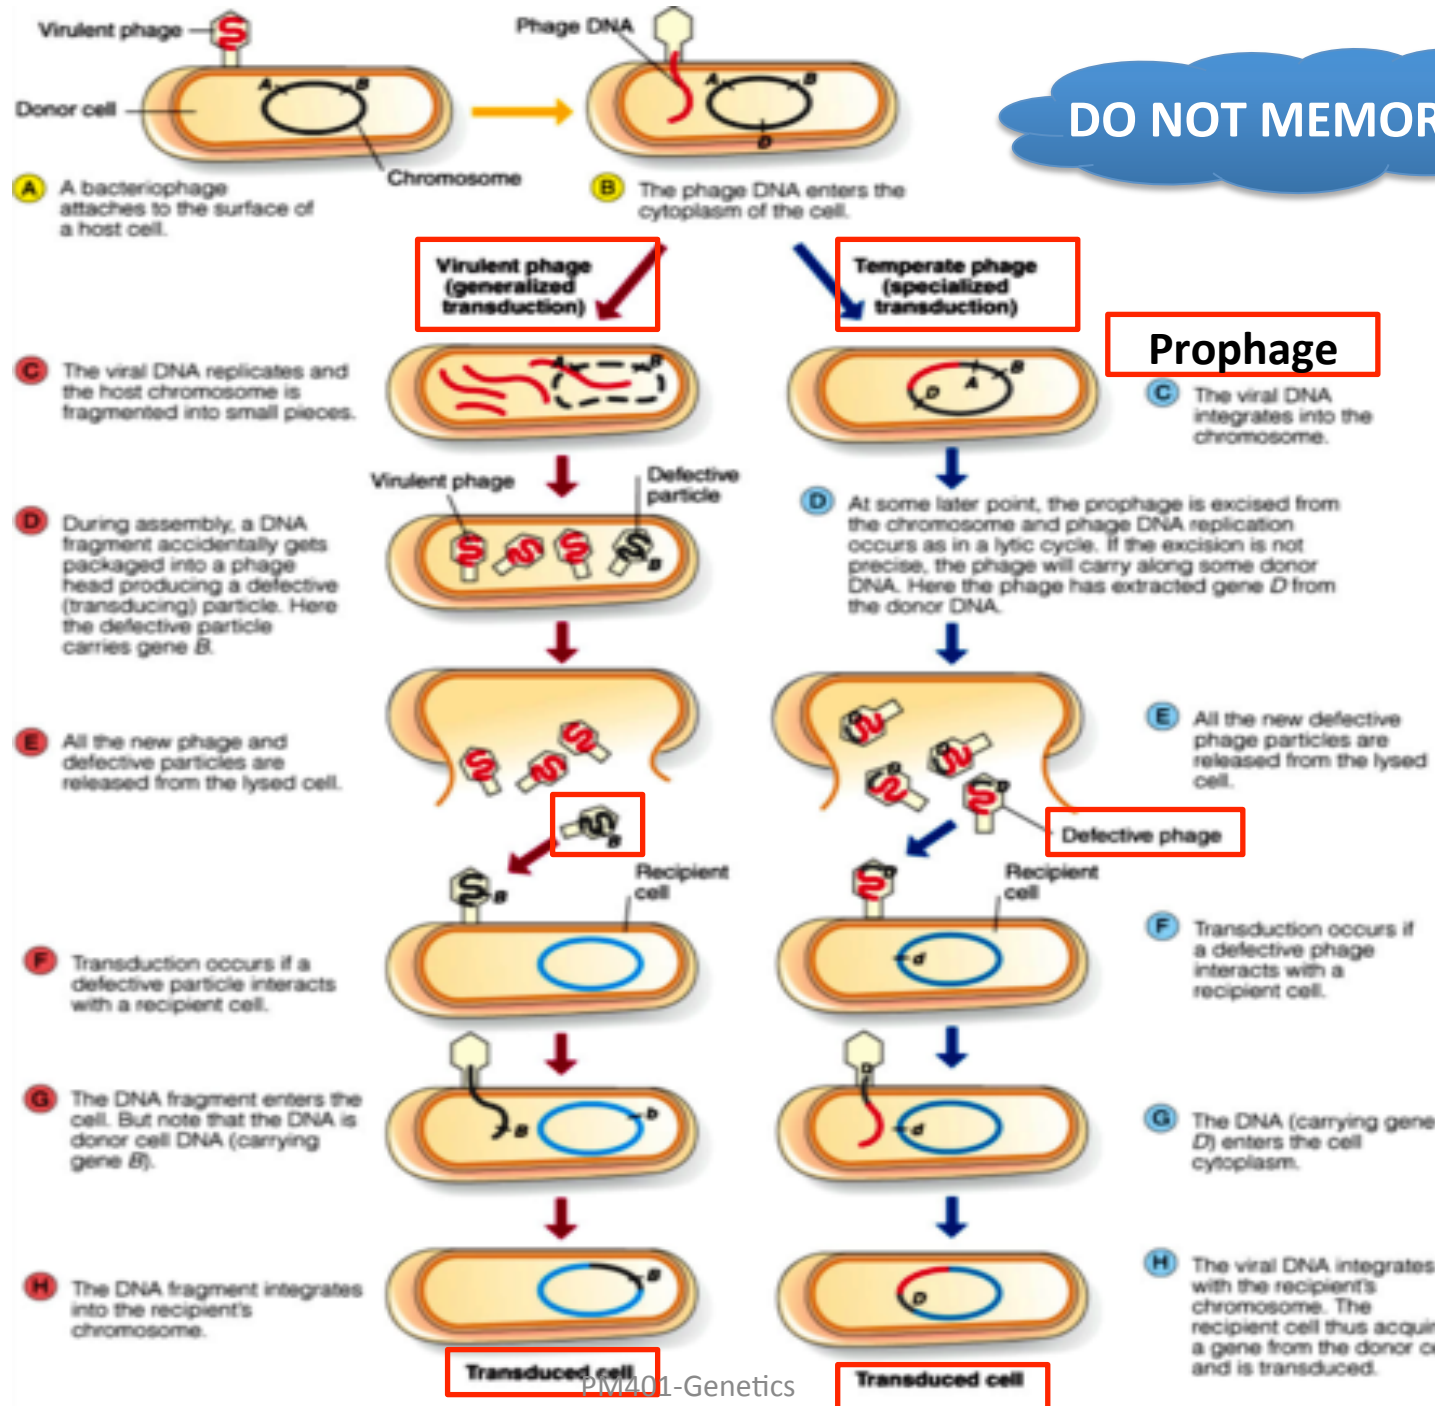 Virulent phage
Donor cell
A
B
Chromosome
Phage DNA
A
B
D
DO NOT MEMOR
A
A bacteriophage
attaches to the surface of
a host cell.
B
The phage DNA enters the
cytoplasm of the cell.
Virulent phage
(generalized
transduction)
Temperate phage
(specialized
transduction)
Prophage
C
The viral DNA replicates and
the host chromosome is
fragmented into small pieces.
A
B
D
A
B
C
The viral DNA
integrates into the
chromosome.
Virulent phage
Defective
particle
B
D
During assembly, a DNA
fragment accidentally gets
packaged into a phage
head producing a defective
(transducing) particle. Here
the defective particle
carries gene B.
D
At some later point, the prophage is excised from
the chromosome and phage DNA replication
occurs as in a lytic cycle. If the excision is not
precise, the phage will carry along some donor
DNA. Here the phage has extracted gene D from
the donor DNA.
E
All the new phage and
defective particles are
released from the lysed cell.
B
D
D
D
D
Defective phage
E
All the new defective
phage particles are
released from the lysed
cell.
B
Recipient
cell
D
Recipient
cell
d
F
Transduction occurs if a
defective particle interacts
with a recipient cell.
F
Transduction occurs if
a defective phage
interacts with a
recipient cell.
G
The DNA fragment enters the
cell. But note that the DNA is
donor cell DNA (carrying
gene B).
B
b
D
d
G
The DNA (carrying gene
D) enters the cell
cytoplasm.
H
The DNA fragment integrates
into the recipient's
chromosome.
B
D
H
The viral DNA integrates
with the recipient's
chromosome. The
recipient cell thus acquir
a gene from the donor ce
and is transduced.
Transduced cell
Transduced cell
PM401-Genetics